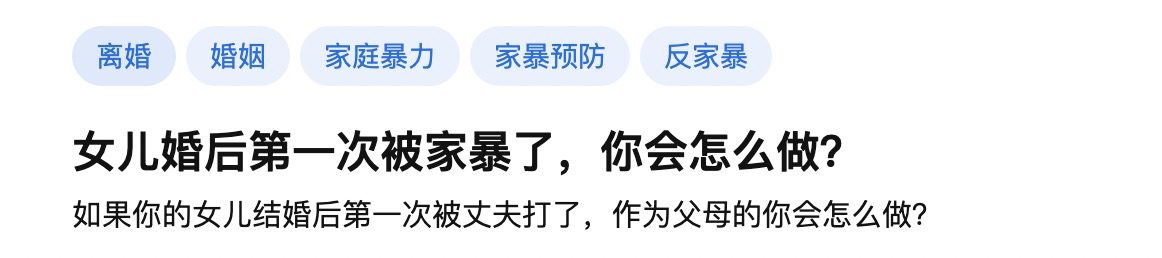 离婚 婚姻 家庭暴力 家暴预防 反家暴
女儿婚后第一次被家暴了，你会怎么做?
如果你的女儿结婚后第一次被丈夫打了，作为父母的你会怎么做?